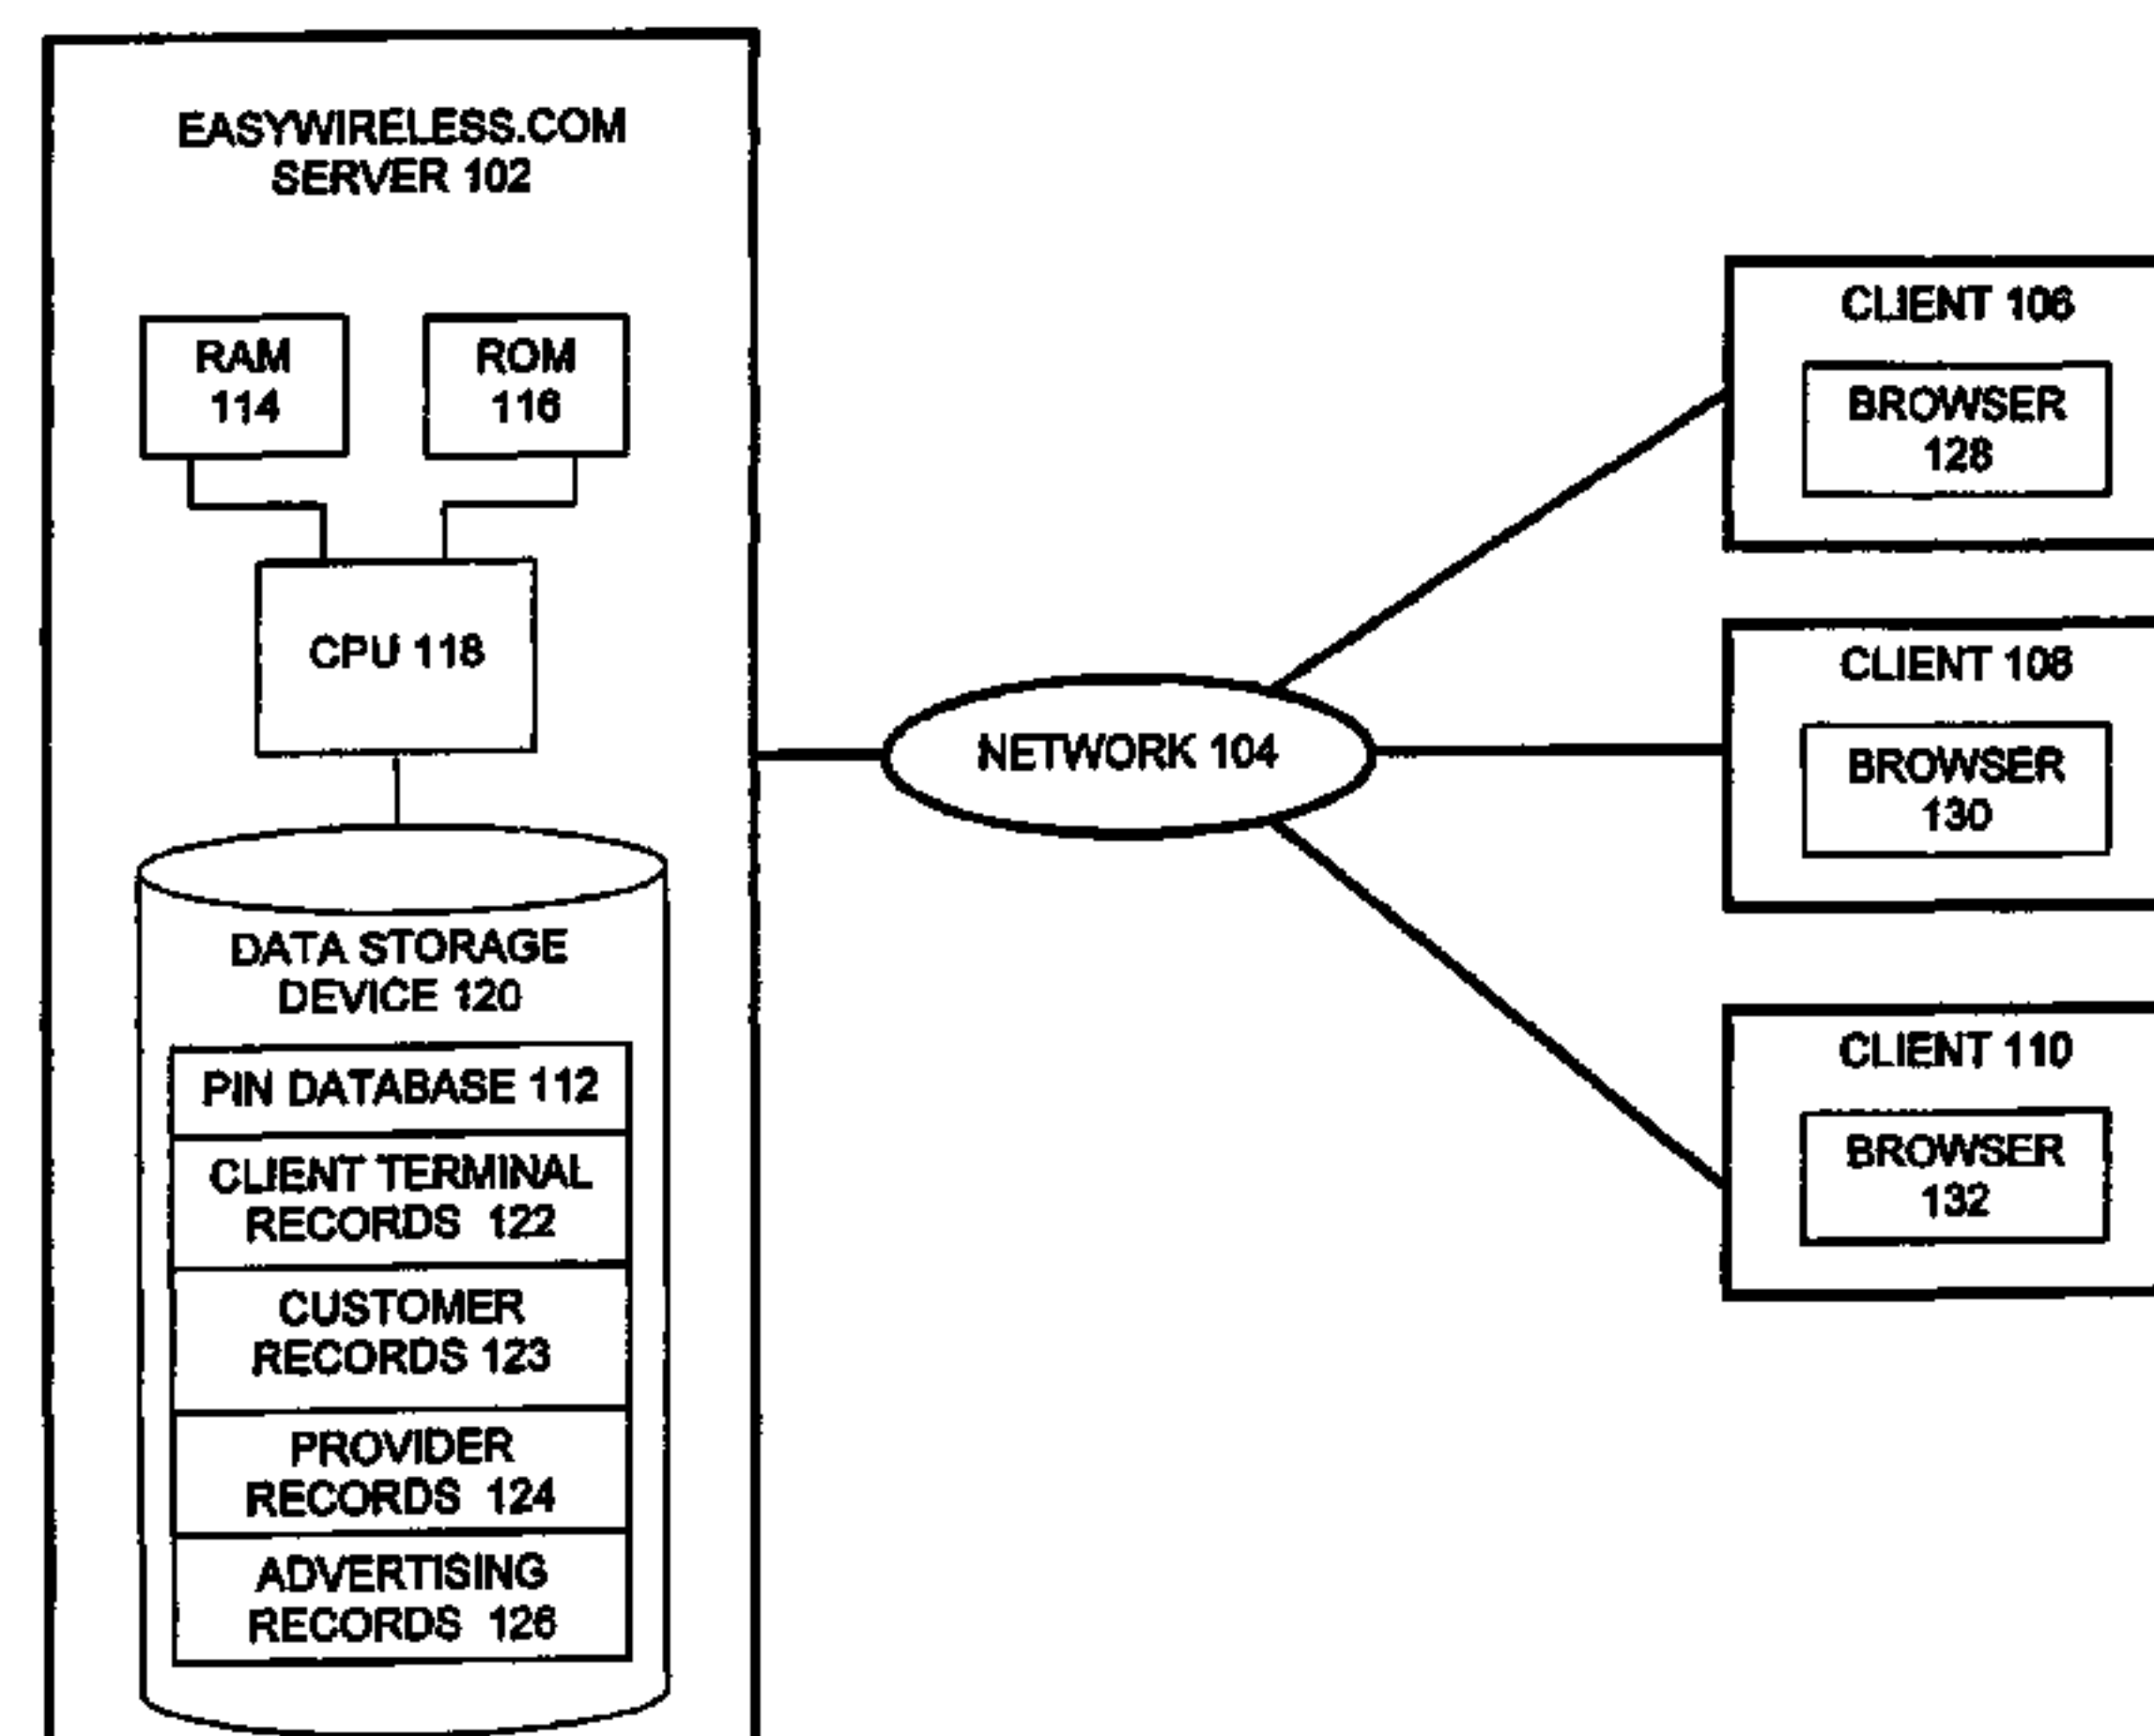 EASYWIRELESS.COM
SERVER 102
RAM
114
ROM
116
CPU 118
DATA STORAGE
DEVICE 120
PIN DATABASE 112
CLIENT TERMINAL
RECORDS 122
CUSTOMER
RECORDS 123
PROVIDER
RECORDS 124
ADVERTISING
RECORDS 126
NETWORK 104
CLIENT 106
BROWSER
128
CLIENT 108
BROWSER
130
CLIENT 110
BROWSER
132